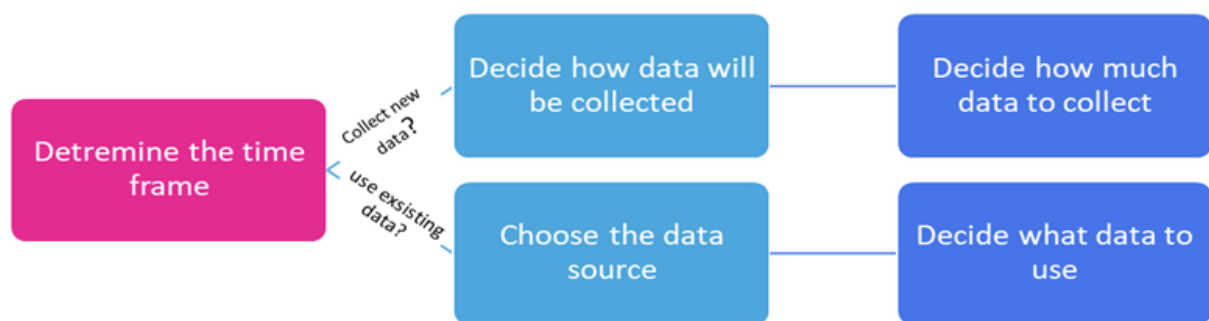 Detremine the time
frame
Collect new
data?
Decide how data will
be collected
Decide how much
data to collect
use exsisting
data?
Choose the data
source
Decide what data to
use